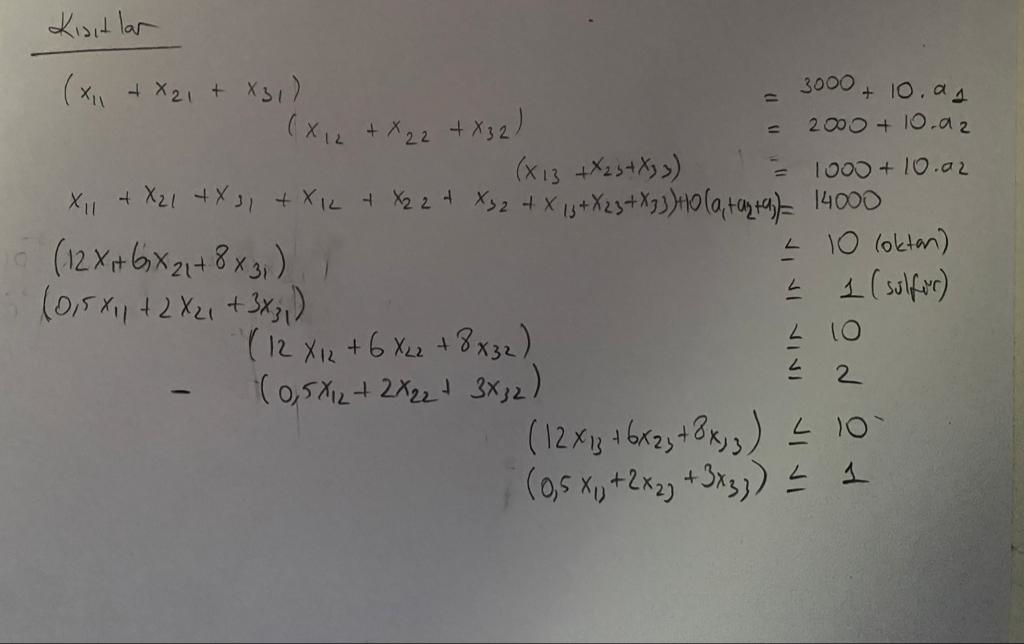 Kısıtlar
(x11 + x21 + x31) = 3000 + 10.a1
(x12 + x22 + x32) = 2000 + 10.a2
(x13 + x23 + x33) = 1000 + 10.a2
x11 + x21 + x31 + x12 + x22 + x32 + x13 + x23 + x33) + 10(a1+a2+a3) = 14000
(12x1 + 6x21 + 8x31) ≤ 10 (oktan)
(0,5x11 + 2x21 + 3x31) ≤ 1 (sülfür)
(12x12 + 6x22 + 8x32) ≤ 10
- (0,5x12 + 2x22 + 3x32) ≤ 2
(12x13 + 6x23 + 8x33) ≤ 10
(0,5x13 + 2x23 + 3x33) ≤ 1